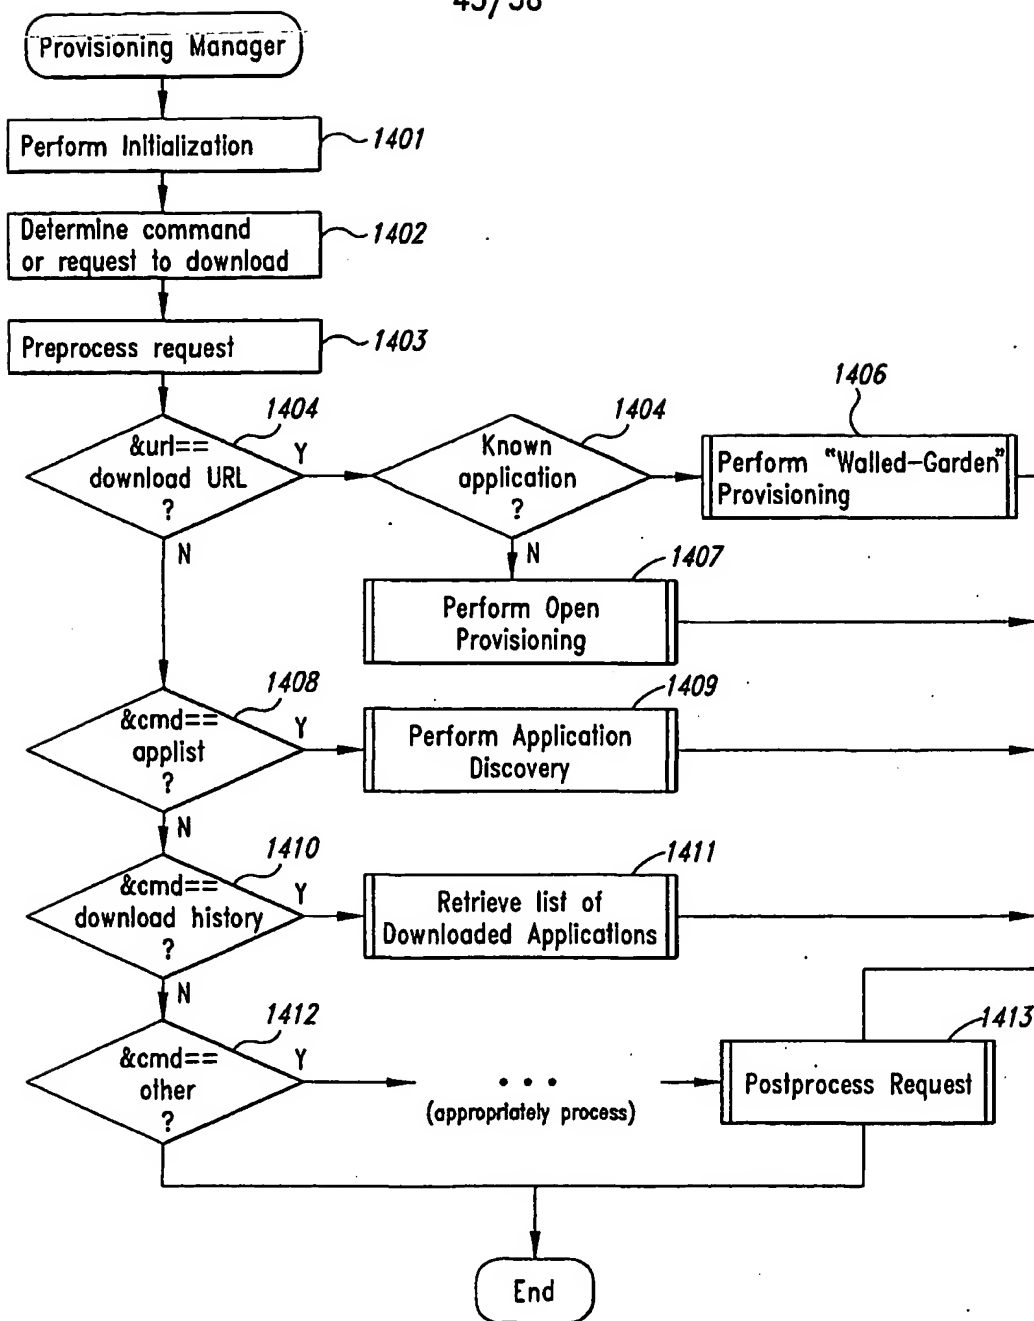 45/58
Provisioning Manager
Perform Initialization
1401
Determine command
or request to download
1402
Preprocess request
1403
&url==
download URL
?
1404
Y
N
Known
application
?
1404
N
Perform "Walled-Garden"
Provisioning
1406
Perform Open
Provisioning
1407
&cmd==
applist
?
1408
Y
N
Perform Application
Discovery
1409
&cmd==
download history
?
1410
Y
N
Retrieve list of
Downloaded Applications
1411
&cmd==
other
?
1412
Y
• • •
(appropriately process)
Postprocess Request
1413
End